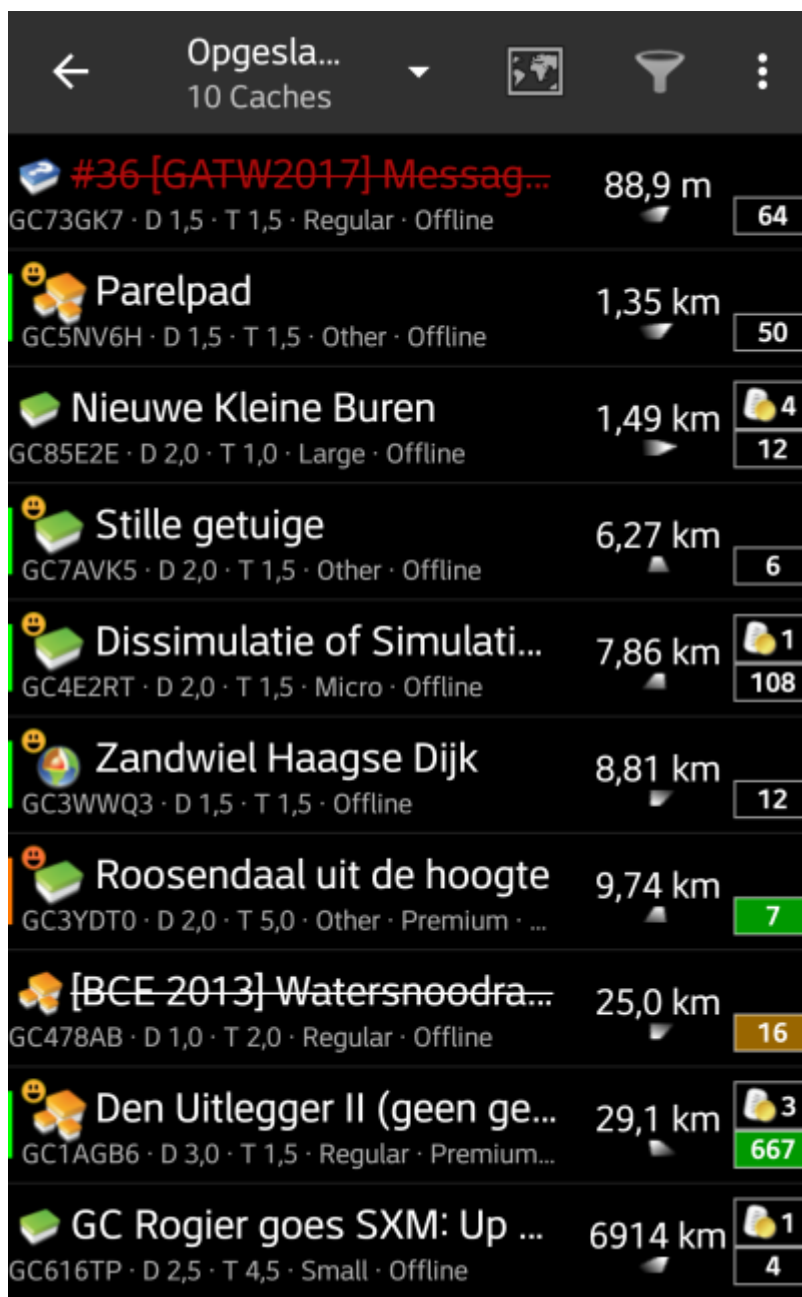 Opgesla...
10 Caches
#36 [GATW2017] Messag...
88,9 m
GC73GK7 · D 1,5 · T 1,5 · Regular · Offline
64
Parelpad
1,35 km
GC5NV6H · D 1,5 · T 1,5 · Other · Offline
50
Nieuwe Kleine Buren
1,49 km
4
GC85E2E · D 2,0 · T 1,0 · Large · Offline
12
Stille getuige
6,27 km
GC7AVK5 · D 2,0 · T 1,5 · Other · Offline
6
Dissimulatie of Simulati...
7,86 km
1
GC4E2RT · D 2,0 · T 1,5 · Micro · Offline
108
Zandwiel Haagse Dijk
8,81 km
GC3WWQ3 · D 1,5 · T 1,5 · Offline
12
Roosendaal uit de hoogte
9,74 km
GC3YDT0 · D 2,0 · T 5,0 · Other · Premium · ...
7
[BCE 2013] Watersnoodra...
25,0 km
GC478AB · D 1,0 · T 2,0 · Regular · Offline
16
Den Uitlegger II (geen ge...
29,1 km
3
GC1AGB6 · D 3,0 · T 1,5 · Regular · Premium...
667
GC Rogier goes SXM: Up ...
6914 km
1
GC616TP · D 2,5 · T 4,5 · Small · Offline
4